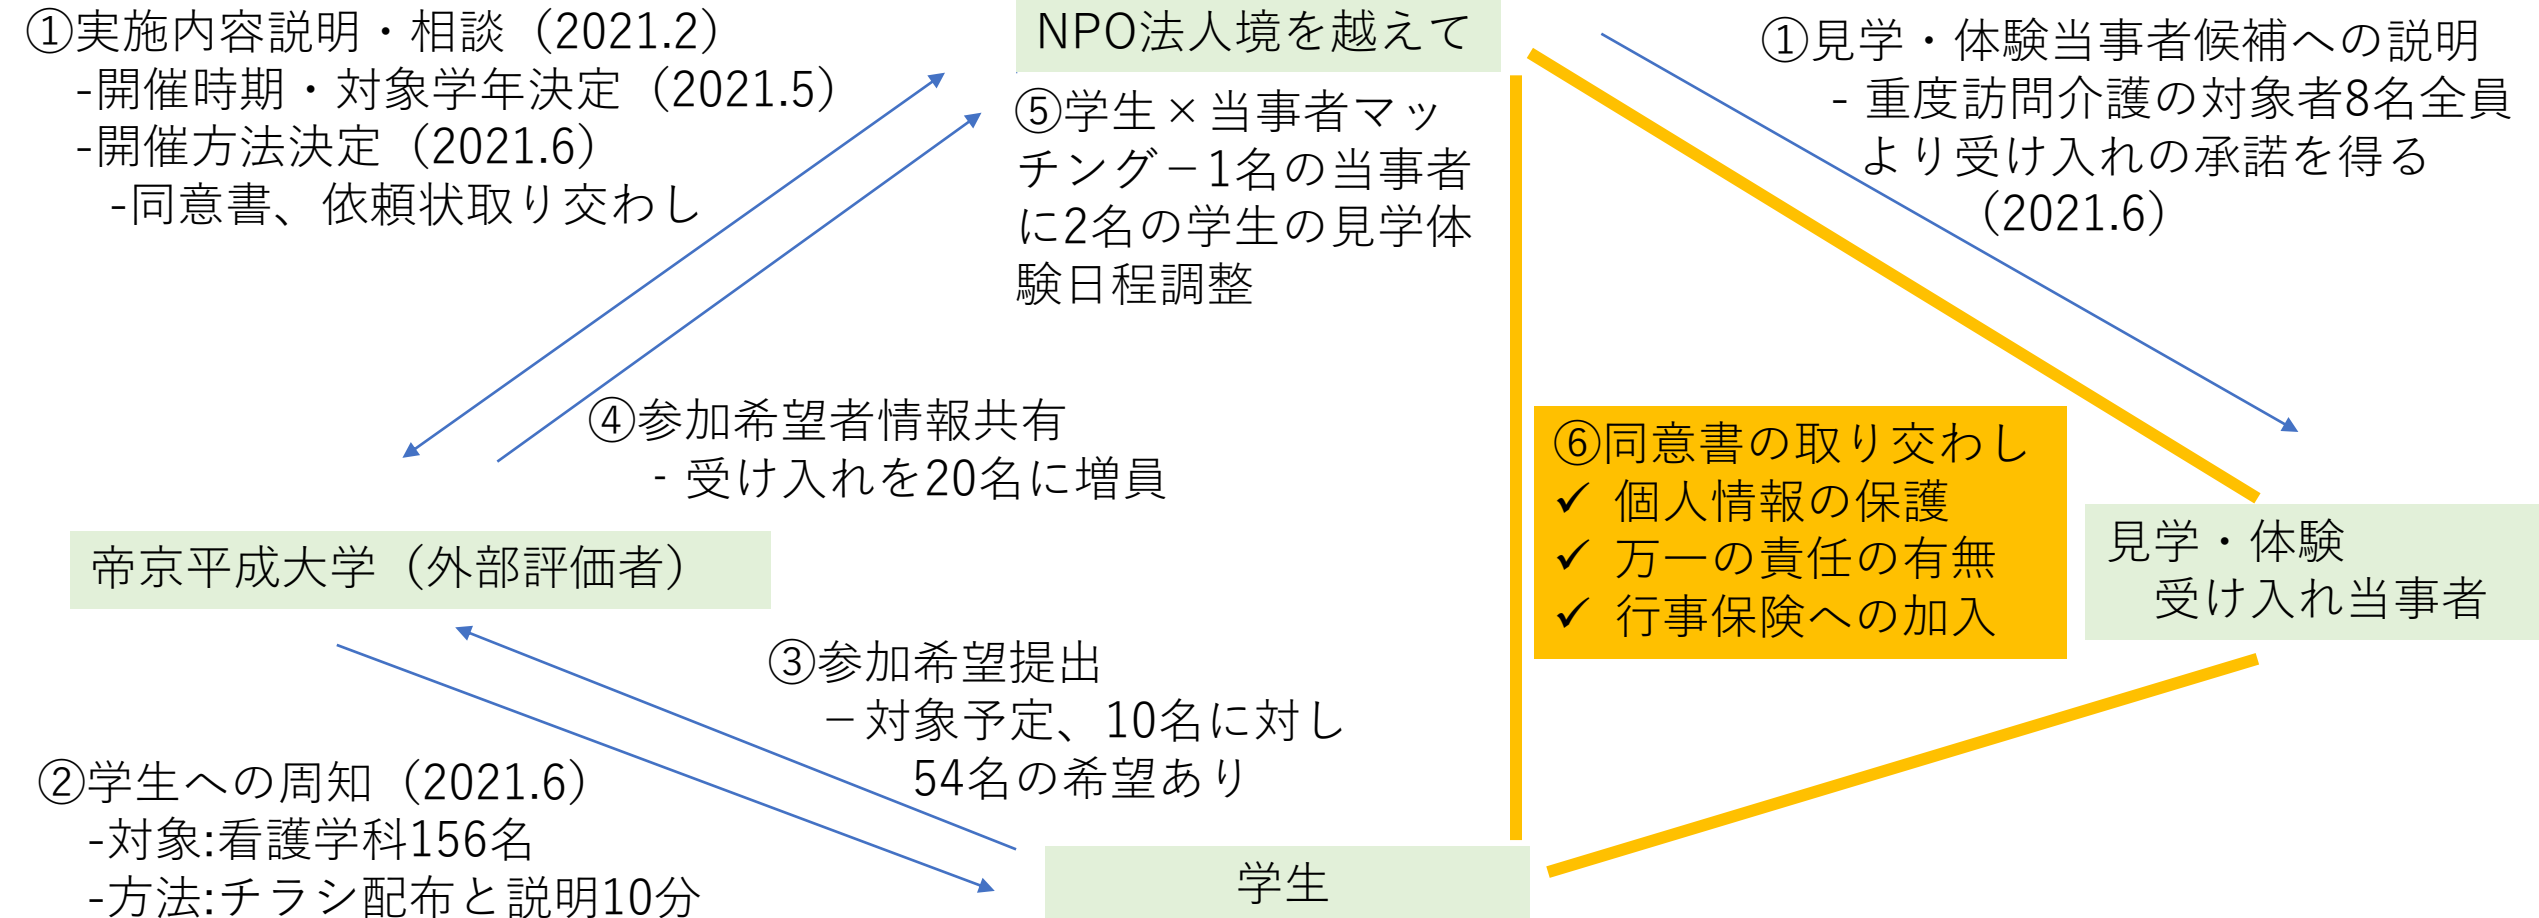 ①実施内容説明・相談（2021.2）
-開催時期・対象学年決定（2021.5）
-開催方法決定（2021.6）
-同意書、依頼状取り交わし
NPO法人境を越えて
⑤学生×当事者マッ
チング－1名の当事者
に2名の学生の見学体
験日程調整
①見学・体験当事者候補への説明
- 重度訪問介護の対象者8名全員
より受け入れの承諾を得る
（2021.6）
④参加希望者情報共有
- 受け入れを20名に増員
⑥同意書の取り交わし
✓ 個人情報の保護
✓ 万一の責任の有無
✓ 行事保険への加入
帝京平成大学（外部評価者）
見学・体験
受け入れ当事者
③参加希望提出
－対象予定、10名に対し
54名の希望あり
②学生への周知（2021.6）
-対象:看護学科156名
-方法:チラシ配布と説明10分
学生